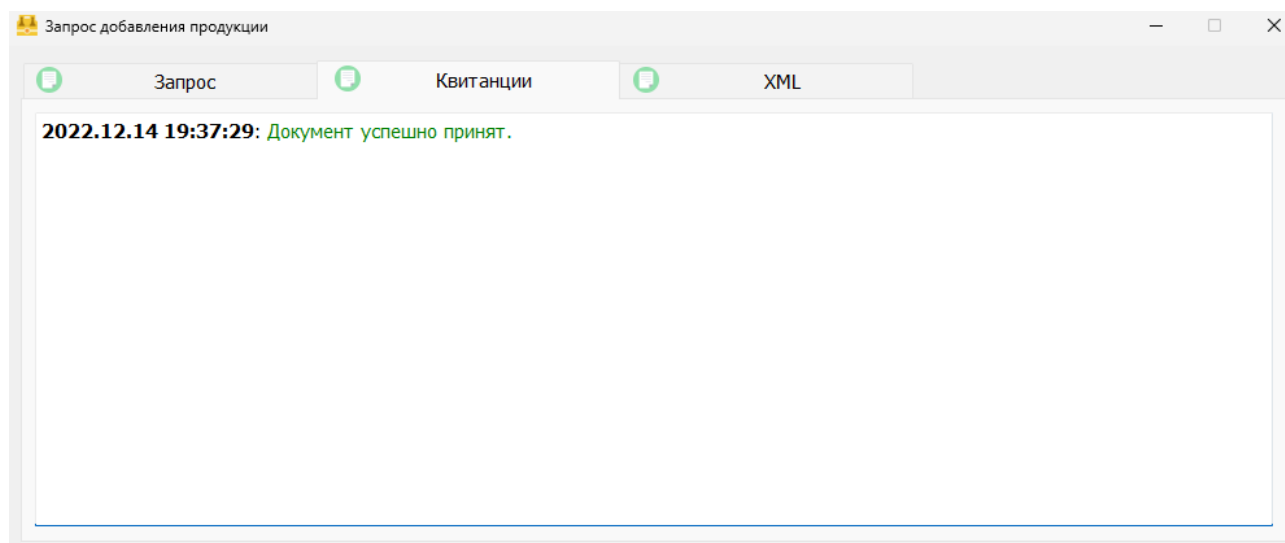 Запрос добавления продукции
Запрос Квитанции XML
2022.12.14 19:37:29: Документ успешно принят.